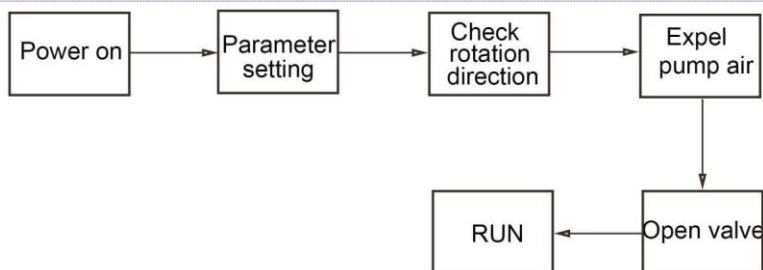 Power on
Parameter
setting
Check
rotation
direction
Expel
pump air
Open valve
RUN